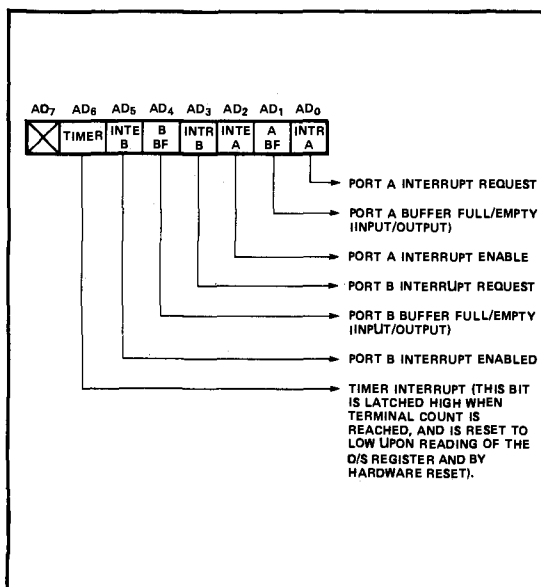 AD7 AD6 AD5 AD4 AD3 AD2 AD1 AD0
TIMER INTE B B BF INTR B INTE A A BF INTR A
PORT A INTERRUPT REQUEST
PORT A BUFFER FULL/EMPTY
(INPUT/OUTPUT)
PORT A INTERRUPT ENABLE
PORT B INTERRUPT REQUEST
PORT B BUFFER FULL/EMPTY
(INPUT/OUTPUT)
PORT B INTERRUPT ENABLED
TIMER INTERRUPT (THIS BIT
IS LATCHED HIGH WHEN
TERMINAL COUNT IS
REACHED, AND IS RESET TO
LOW UPON READING OF THE
O/S REGISTER AND BY
HARDWARE RESET).